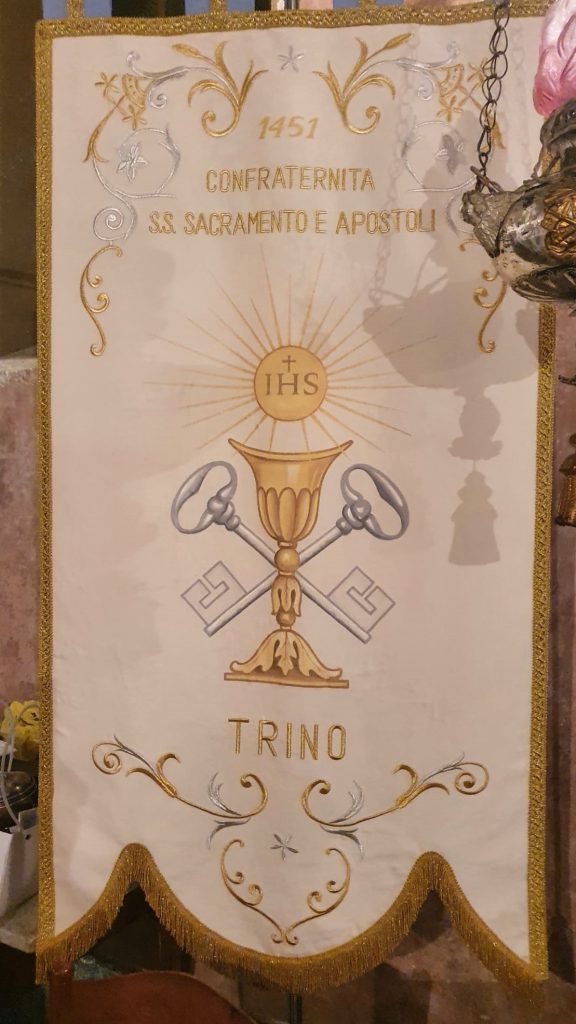 1451
CONFRATERNITA
S.S. SACRAMENTO E APOSTOLI
IHS
TRINO